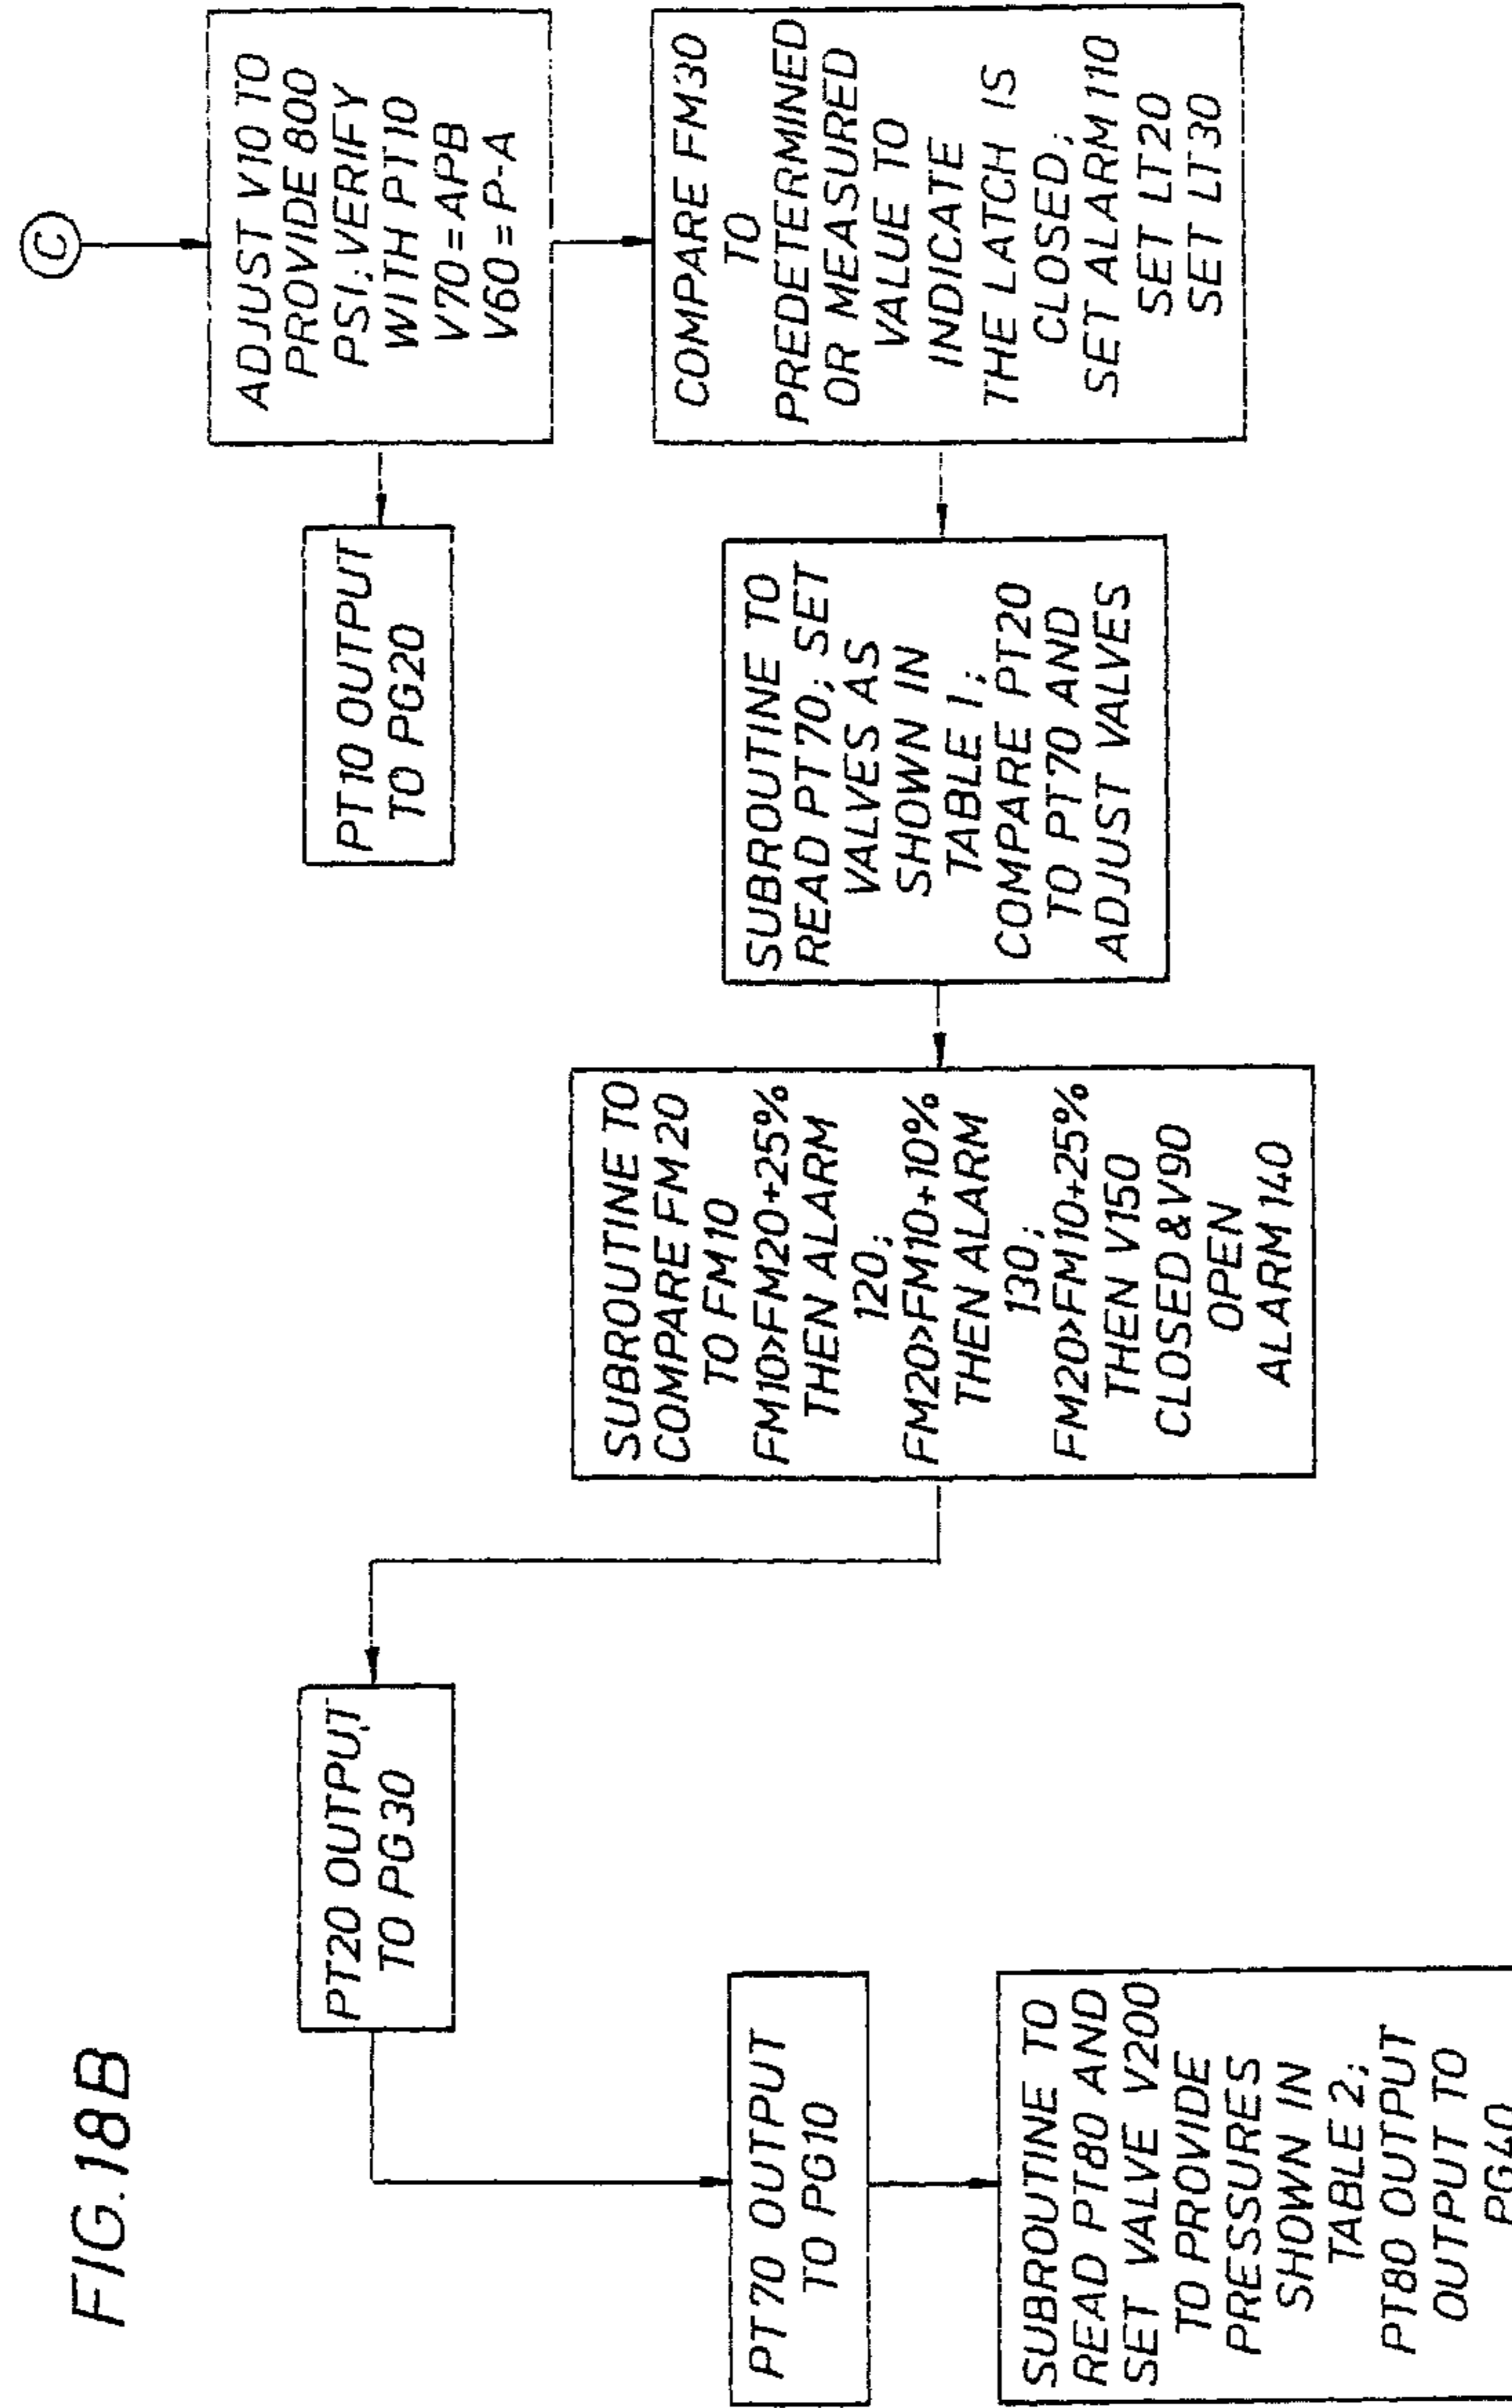 FIG.18B
C
ADJUST V10 TO
PROVIDE 800
PSI; VERIFY
WITH PT10
V70 = APB
V60 = P-A
PT10 OUTPUT
TO PG20
COMPARE FM30
TO
PREDETERMINED
OR MEASURED
VALUE TO
INDICATE
THE LATCH IS
CLOSED;
SET ALARM 110
SET LT20
SET LT30
SUBROUTINE TO
READ PT70; SET
VALVES AS
SHOWN IN
TABLE 1;
COMPARE PT20
TO PT70 AND
ADJUST VALVES
SUBROUTINE TO
COMPARE FM 20
TO FM10
FM10>FM20+25%
THEN ALARM
120;
FM20>FM10+10%
THEN ALARM
130;
FM20>FM10+25%
THEN V150
CLOSED & V90
OPEN
ALARM 140
PT20 OUTPUT
TO PG30
PT70 OUTPUT
TO PG10
SUBROUTINE TO
READ PT80 AND
SET VALVE V200
TO PROVIDE
PRESSURES
SHOWN IN
TABLE 2;
PT80 OUTPUT
OUTPUT TO
PG40